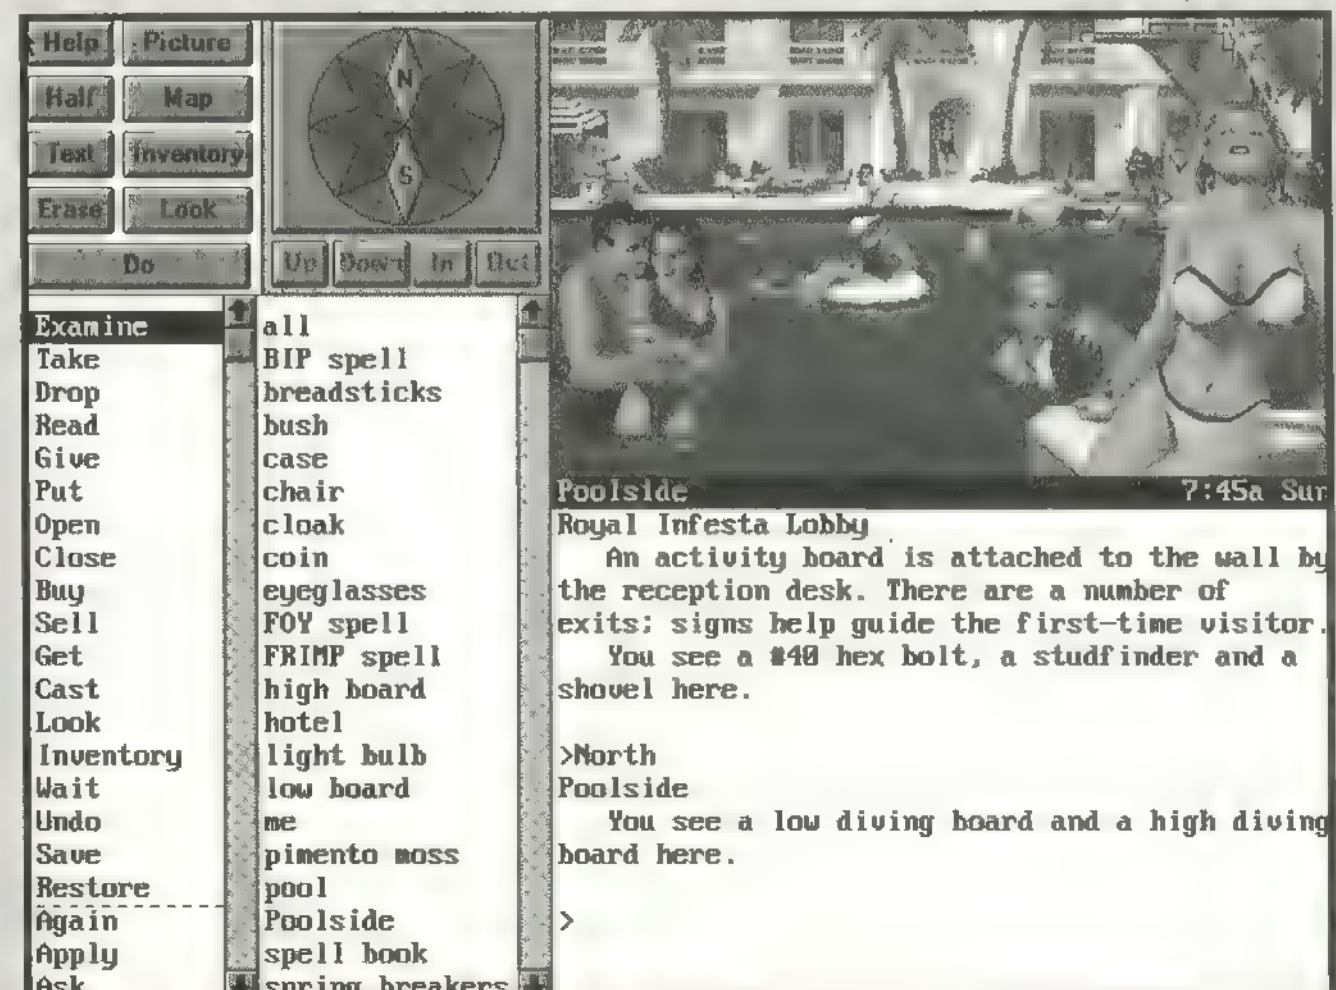 Help Picture
Half Map
Text Inventory
Erase Look
Do
N
S
Up Down In Out
Examine
Take
Drop
Read
Give
Put
Open
Close
Buy
Sell
Get
Cast
Look
Inventory
Wait
Undo
Save
Restore
Again
Apply
Ask
all
BIP spell
breadsticks
bush
case
chair
cloak
coin
eyeglasses
FOY spell
FRIMP spell
high board
hotel
light bulb
low board
me
pimento moss
pool
Poolside
spell book
spring breakers
Poolside 7:45a Sun
Royal Infesta Lobby
An activity board is attached to the wall by
the reception desk. There are a number of
exits; signs help guide the first-time visitor.
You see a #40 hex bolt, a studfinder and a
shovel here.
>North
Poolside
You see a low diving board and a high diving
board here.
>